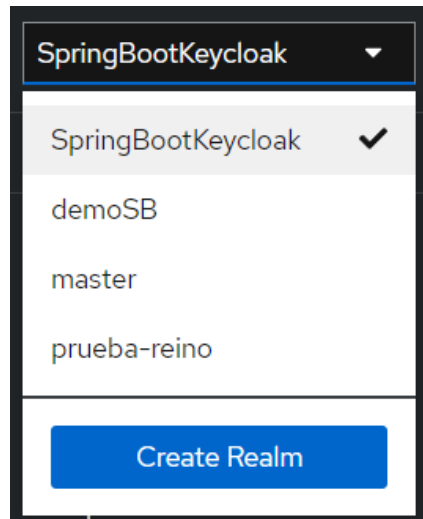 SpringBootKeycloak
SpringBootKeycloak
demoSB
master
prueba-reino
Create Realm